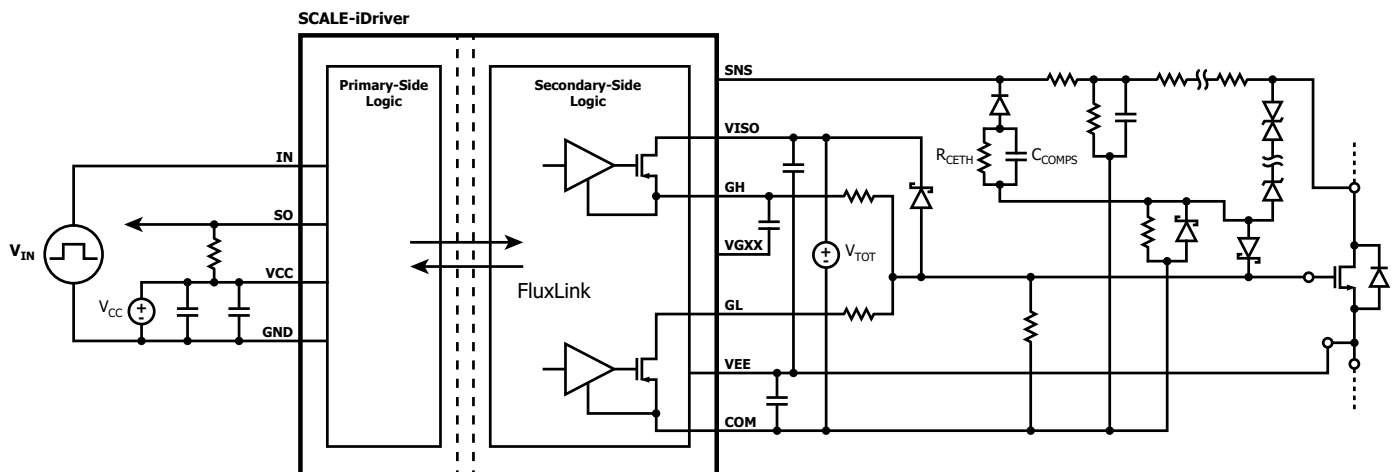 SCALE-iDriver
Primary-Side
Logic
Secondary-Side
Logic
SNS
VISO
IN
RCETH
CCOMPS
GH
SO
VIN
VGXX
VTOT
VCC
FluxLink
VCC
GL
GND
VEE
COM